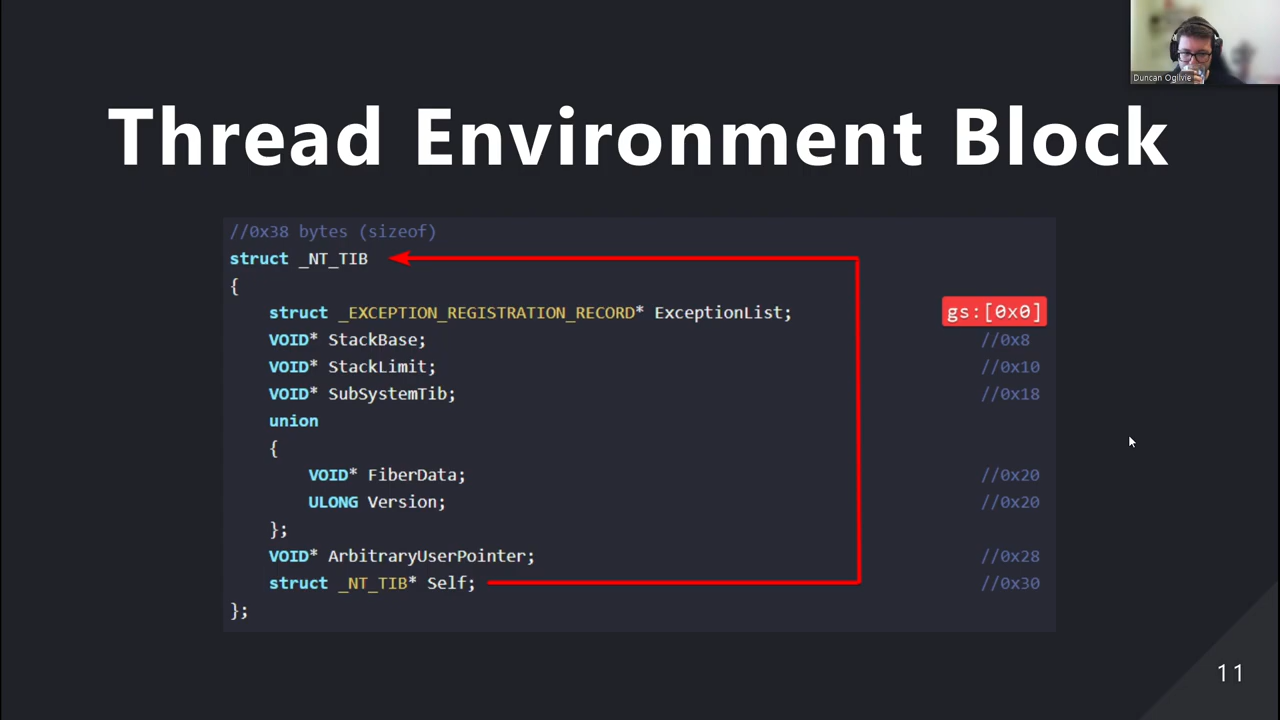 Duncan Ogilvie
Thread Environment Block
//0x38 bytes (sizeof)
struct _NT_TIB
{
struct _EXCEPTION_REGISTRATION_RECORD* ExceptionList; gs:[0x0]
VOID* StackBase; //0x8
VOID* StackLimit; //0x10
VOID* SubSystemTib; //0x18
union
{
VOID* FiberData; //0x20
ULONG Version; //0x20
};
VOID* ArbitraryUserPointer; //0x28
struct _NT_TIB* Self; //0x30
};
11